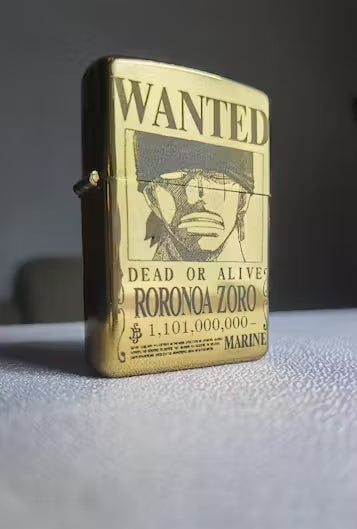 WANTED
DEAD OR ALIVE
RORONOA ZORO
฿ 1,101,000,000-
MARINE